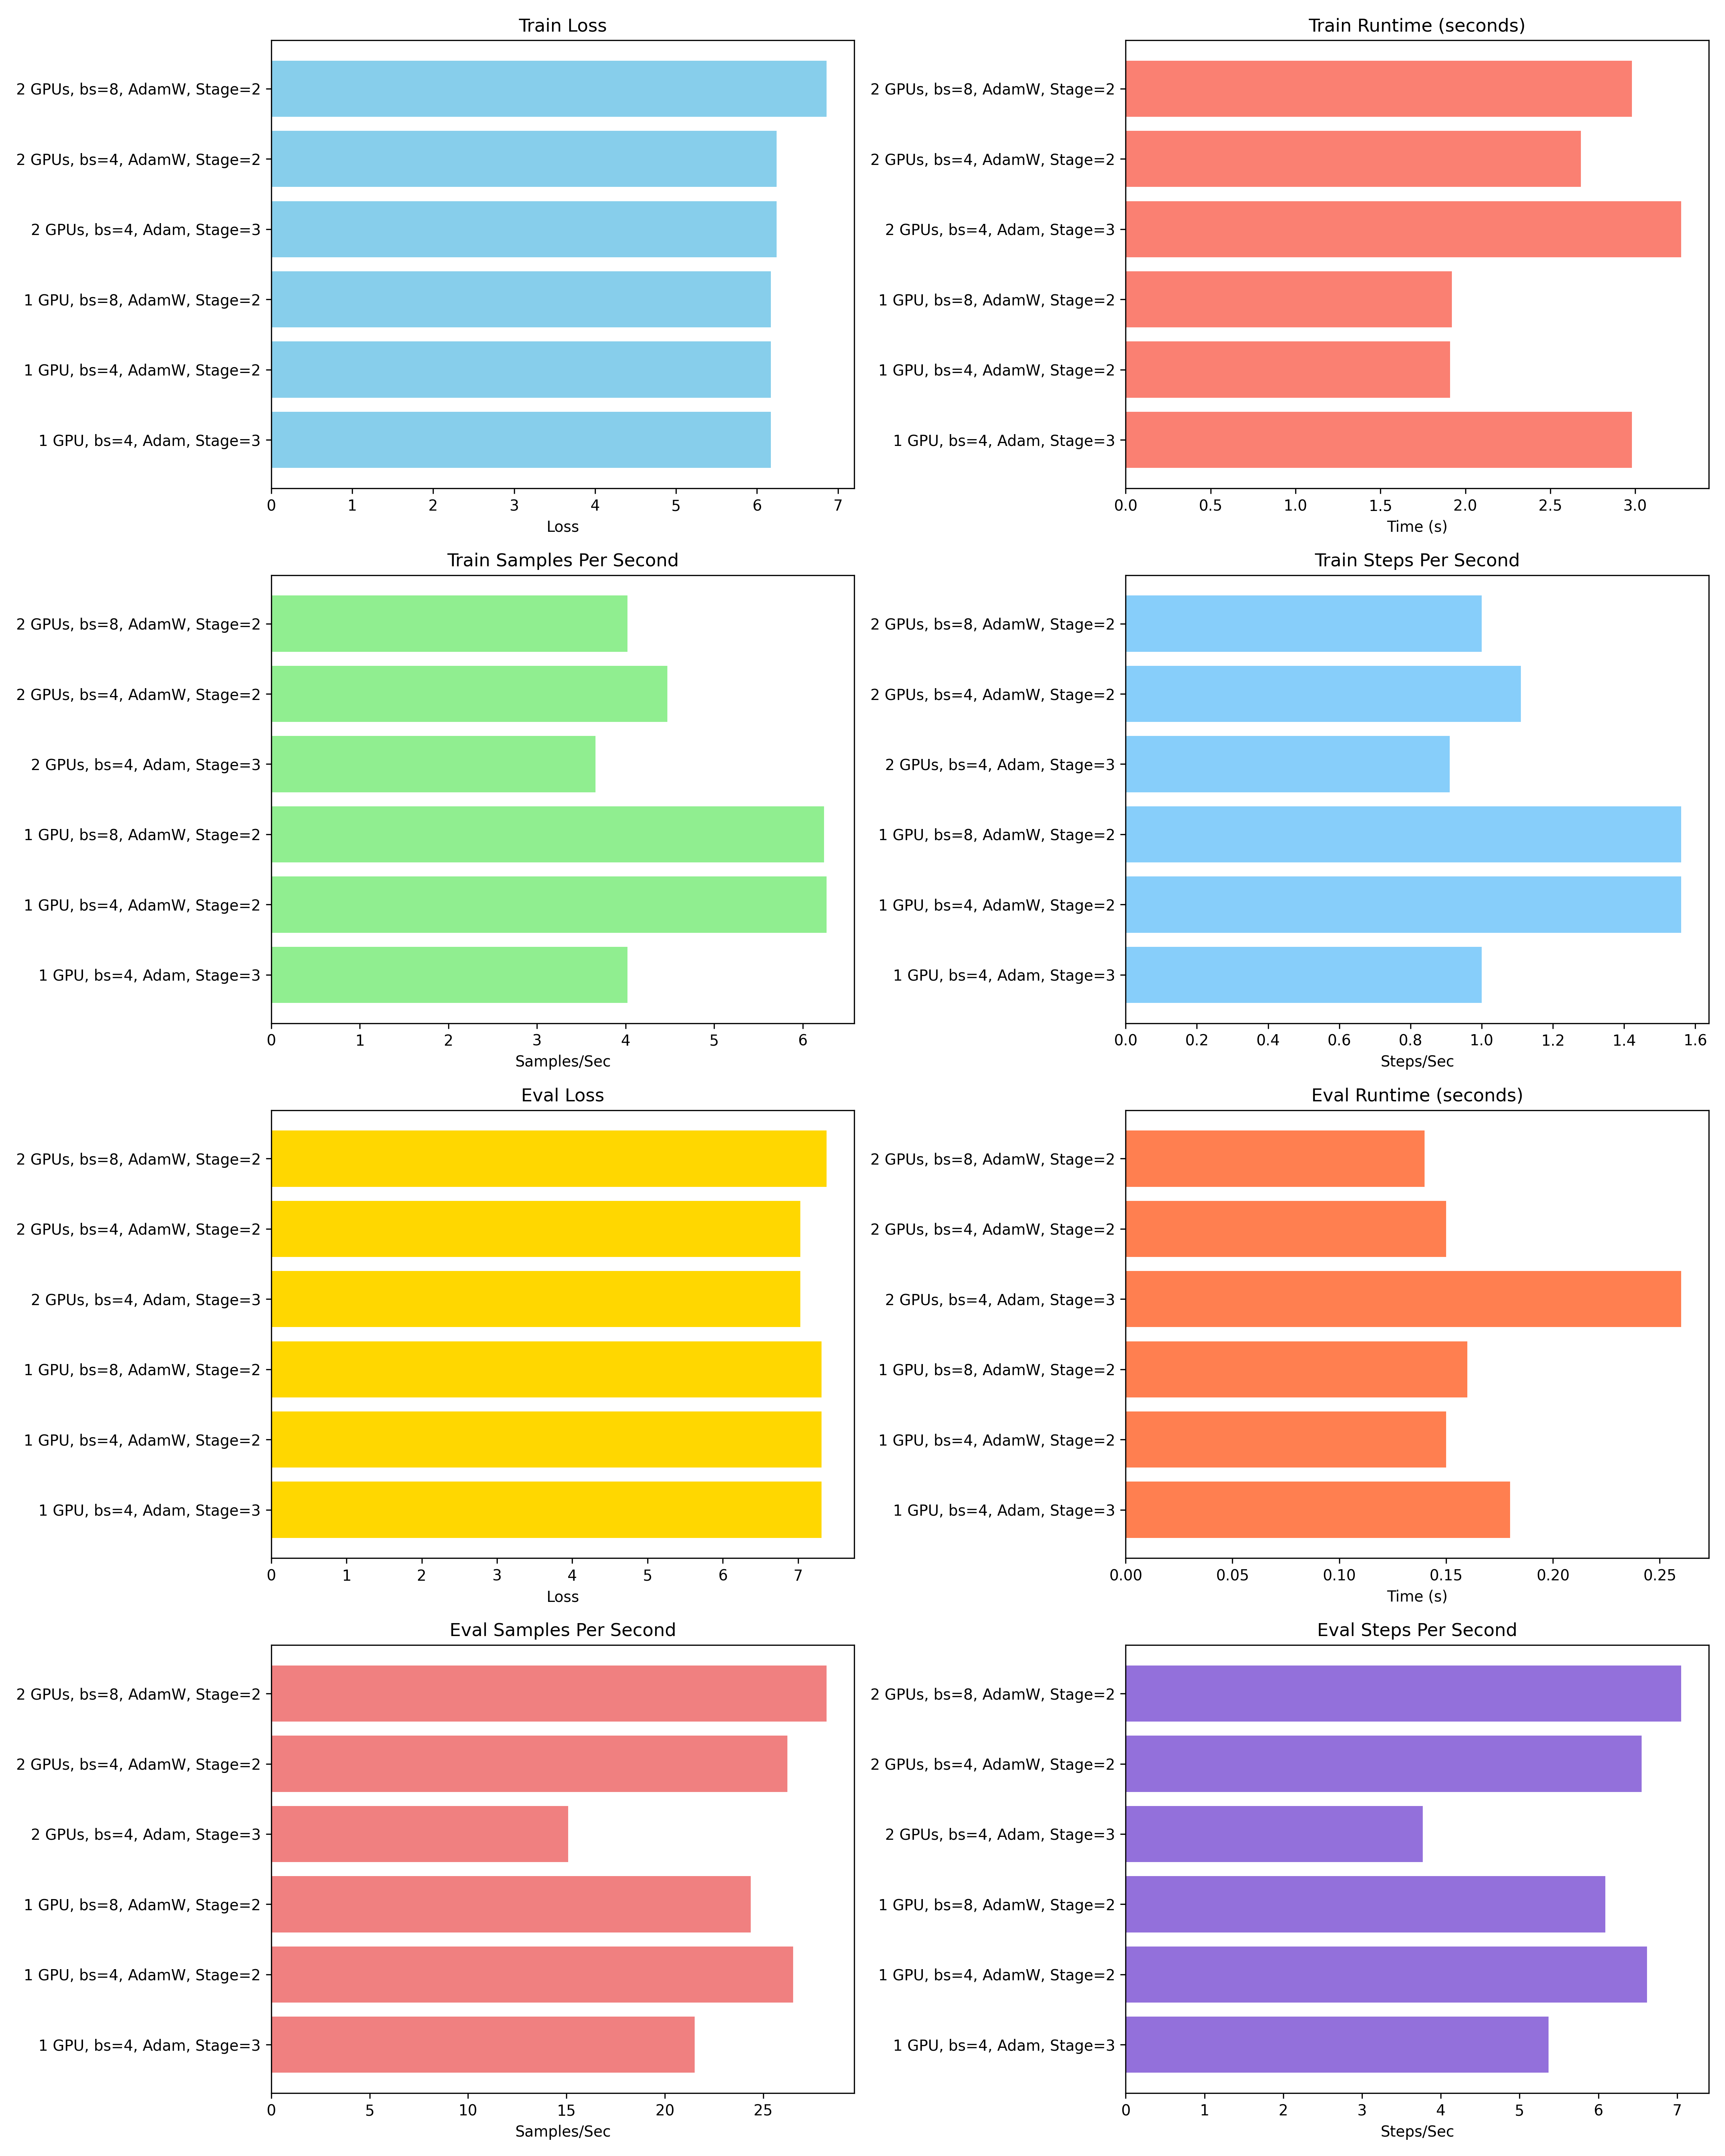 Train Loss
2 GPUs, bs=8, AdamW, Stage=2
2 GPUs, bs=4, AdamW, Stage=2
2 GPUs, bs=4, Adam, Stage=3
1 GPU, bs=8, AdamW, Stage=2
1 GPU, bs=4, AdamW, Stage=2
1 GPU, bs=4, Adam, Stage=3
0 1 2 3 4 5 6 7
Loss
Train Runtime (seconds)
2 GPUs, bs=8, AdamW, Stage=2
2 GPUs, bs=4, AdamW, Stage=2
2 GPUs, bs=4, Adam, Stage=3
1 GPU, bs=8, AdamW, Stage=2
1 GPU, bs=4, AdamW, Stage=2
1 GPU, bs=4, Adam, Stage=3
0.0 0.5 1.0 1.5 2.0 2.5 3.0
Time (s)
Train Samples Per Second
2 GPUs, bs=8, AdamW, Stage=2
2 GPUs, bs=4, AdamW, Stage=2
2 GPUs, bs=4, Adam, Stage=3
1 GPU, bs=8, AdamW, Stage=2
1 GPU, bs=4, AdamW, Stage=2
1 GPU, bs=4, Adam, Stage=3
0 1 2 3 4 5 6
Samples/Sec
Train Steps Per Second
2 GPUs, bs=8, AdamW, Stage=2
2 GPUs, bs=4, AdamW, Stage=2
2 GPUs, bs=4, Adam, Stage=3
1 GPU, bs=8, AdamW, Stage=2
1 GPU, bs=4, AdamW, Stage=2
1 GPU, bs=4, Adam, Stage=3
0.0 0.2 0.4 0.6 0.8 1.0 1.2 1.4 1.6
Steps/Sec
Eval Loss
2 GPUs, bs=8, AdamW, Stage=2
2 GPUs, bs=4, AdamW, Stage=2
2 GPUs, bs=4, Adam, Stage=3
1 GPU, bs=8, AdamW, Stage=2
1 GPU, bs=4, AdamW, Stage=2
1 GPU, bs=4, Adam, Stage=3
0 1 2 3 4 5 6 7
Loss
Eval Runtime (seconds)
2 GPUs, bs=8, AdamW, Stage=2
2 GPUs, bs=4, AdamW, Stage=2
2 GPUs, bs=4, Adam, Stage=3
1 GPU, bs=8, AdamW, Stage=2
1 GPU, bs=4, AdamW, Stage=2
1 GPU, bs=4, Adam, Stage=3
0.00 0.05 0.10 0.15 0.20 0.25
Time (s)
Eval Samples Per Second
2 GPUs, bs=8, AdamW, Stage=2
2 GPUs, bs=4, AdamW, Stage=2
2 GPUs, bs=4, Adam, Stage=3
1 GPU, bs=8, AdamW, Stage=2
1 GPU, bs=4, AdamW, Stage=2
1 GPU, bs=4, Adam, Stage=3
0 5 10 15 20 25
Samples/Sec
Eval Steps Per Second
2 GPUs, bs=8, AdamW, Stage=2
2 GPUs, bs=4, AdamW, Stage=2
2 GPUs, bs=4, Adam, Stage=3
1 GPU, bs=8, AdamW, Stage=2
1 GPU, bs=4, AdamW, Stage=2
1 GPU, bs=4, Adam, Stage=3
0 1 2 3 4 5 6 7
Steps/Sec